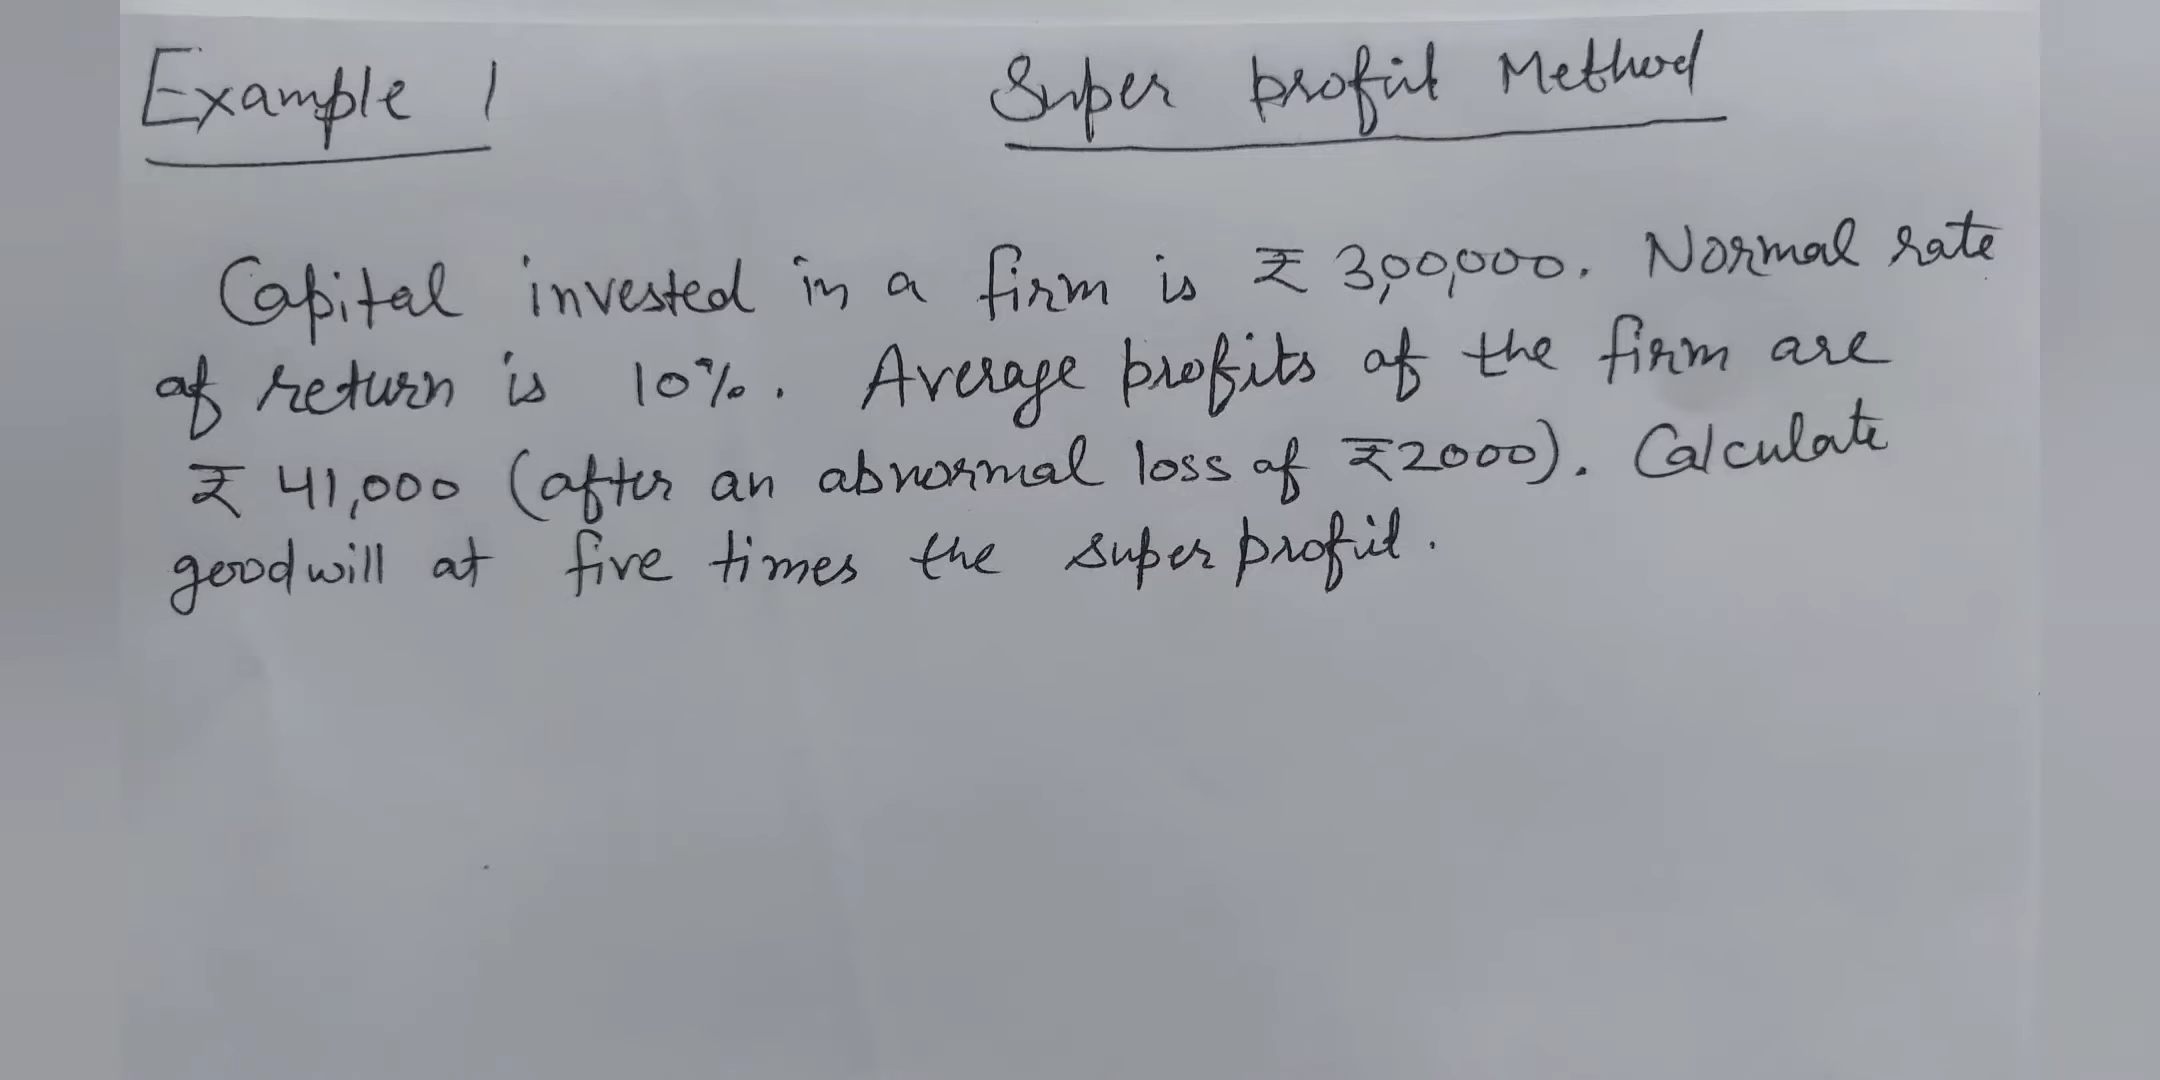 Example 1
Super profit Method
Capital invested in a firm is ₹ 3,00,000. Normal rate
of return is 10%. Average profits of the firm are
₹ 41,000 (after an abnormal loss of ₹2000). Calculate
goodwill at five times the super profit.